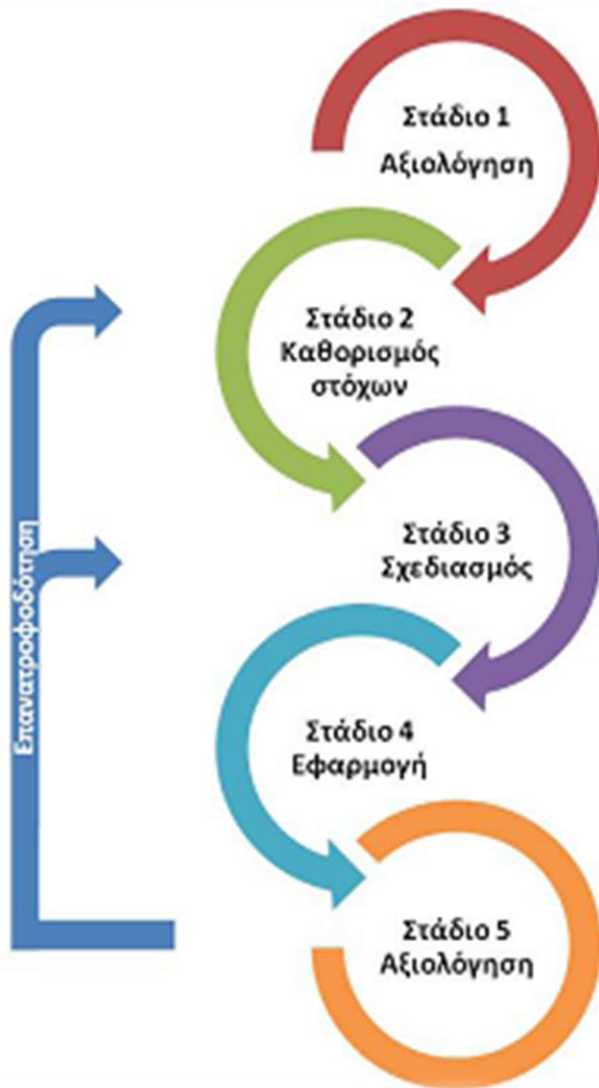 Στάδιο 1
Αξιολόγηση
Στάδιο 2
Καθορισμός
στόχων
Στάδιο 3
Σχεδιασμός
Στάδιο 4
Εφαρμογή
Στάδιο 5
Αξιολόγηση
Επανατροφοδότηση